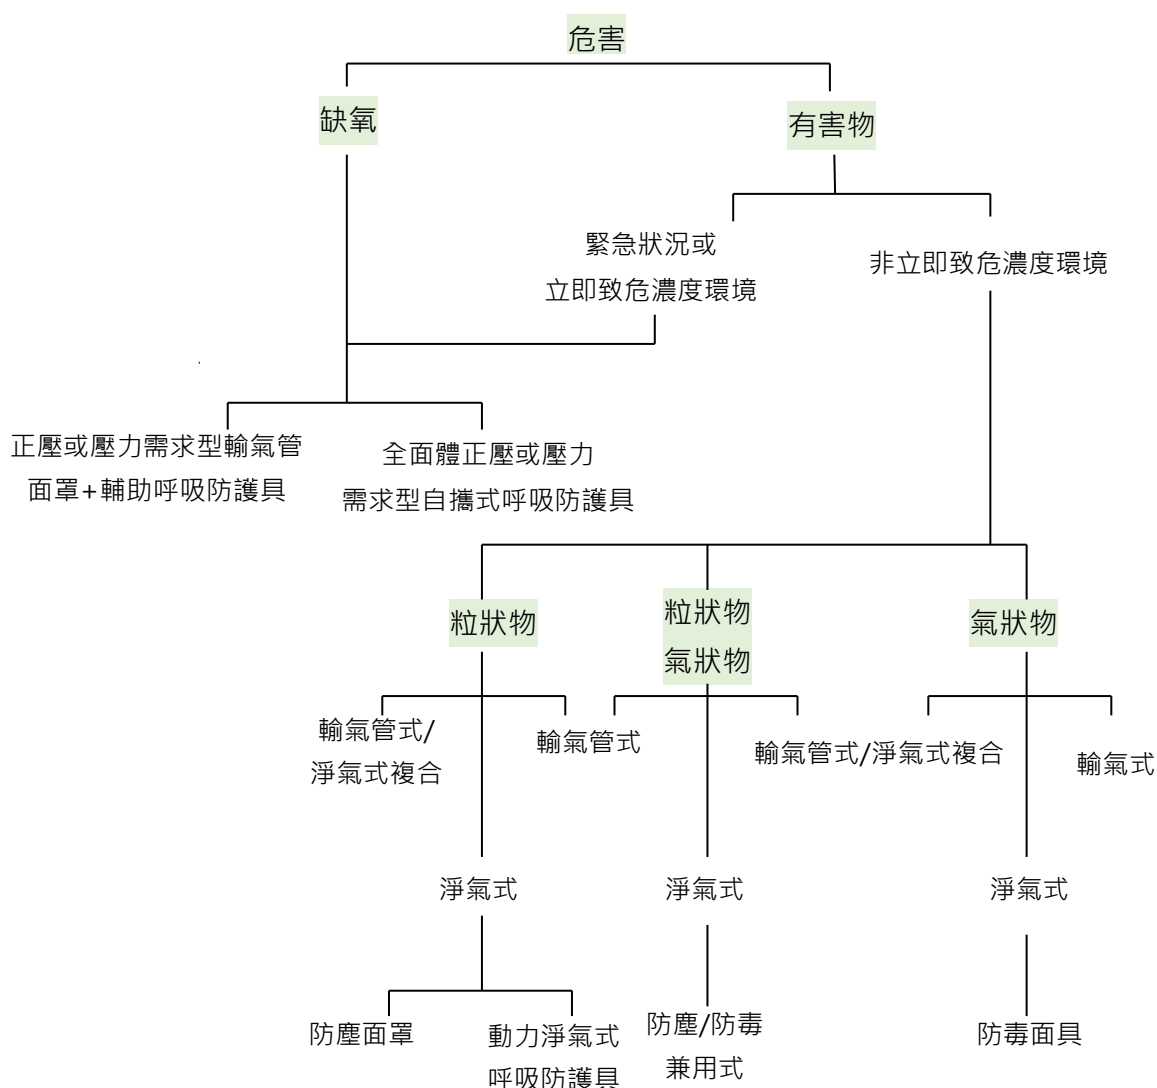 危害
缺氧
有害物
緊急狀況或
立即致危濃度環境
非立即致危濃度環境
正壓或壓力需求型輸氣管
面罩+輔助呼吸防護具
全面體正壓或壓力
需求型自攜式呼吸防護具
粒狀物
粒狀物
氣狀物
氣狀物
輸氣管式/
淨氣式複合
輸氣管式
輸氣管式/淨氣式複合
輸氣式
淨氣式
淨氣式
淨氣式
防塵面罩
動力淨氣式
呼吸防護具
防塵/防毒
兼用式
防毒面具